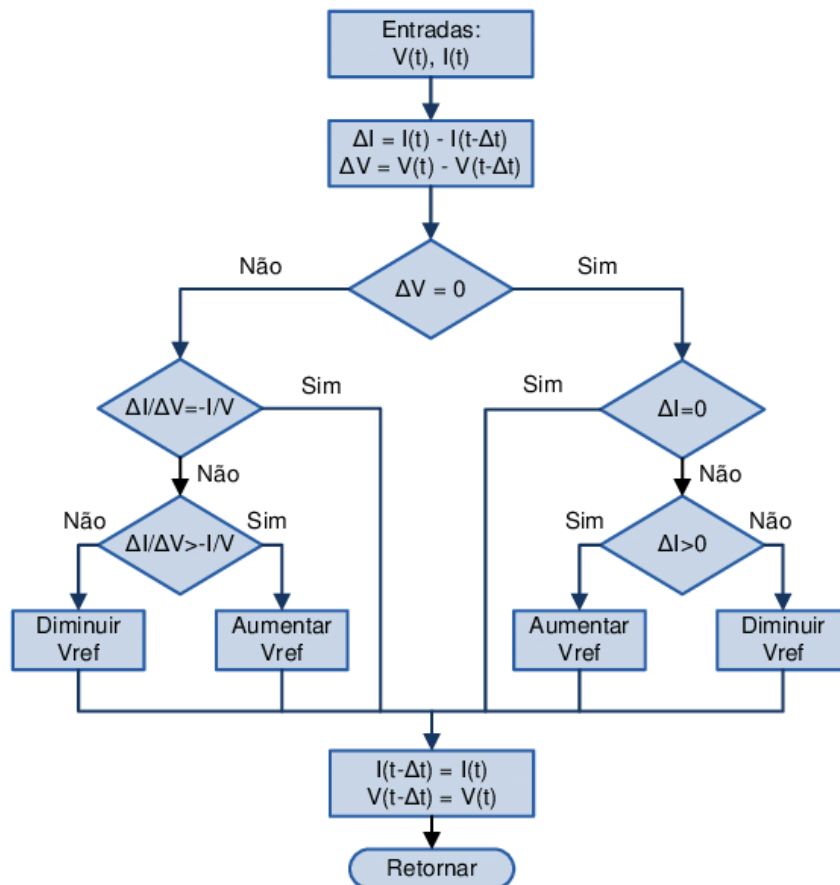 Entradas:
V(t), I(t)
ΔI = I(t) - I(t-Δt)
ΔV = V(t) - V(t-Δt)
Não
Sim
ΔV = 0
Sim
Sim
ΔI/ΔV=-I/V
ΔI=0
Não
Não
Não
Sim
Sim
Não
ΔI/ΔV>-I/V
ΔI>0
Diminuir
Vref
Aumentar
Vref
Aumentar
Vref
Diminuir
Vref
I(t-Δt) = I(t)
V(t-Δt) = V(t)
Retornar